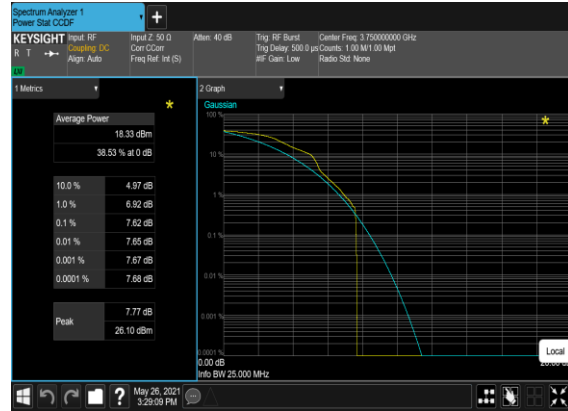 Spectrum Analyzer 1
Power Stat CCDF
+
KEYSIGHT
R T
LXI
Input: RF
Coupling: DC
Align: Auto
Input Z: 50 Ω
Corr CCorr
Freq Ref: Int (S)
Atten: 40 dB
Trig: RF Burst
Trig Delay: 500.0 µs
#IF Gain: Low
Center Freq: 3.750000000 GHz
Counts: 1.00 M/1.00 Mpt
Radio Std: None
1 Metrics
Average Power
18.33 dBm
38.53 % at 0 dB
10.0 % 4.97 dB
1.0 % 6.92 dB
0.1 % 7.62 dB
0.01 % 7.65 dB
0.001 % 7.67 dB
0.0001 % 7.68 dB
Peak
7.77 dB
26.10 dBm
2 Graph
Gaussian
100 %
10 %
1 %
0.1 %
0.01 %
0.001 %
0.0001 %
0.00 dB
Info BW 25.000 MHz
Local
?
May 26, 2021
3:29:09 PM